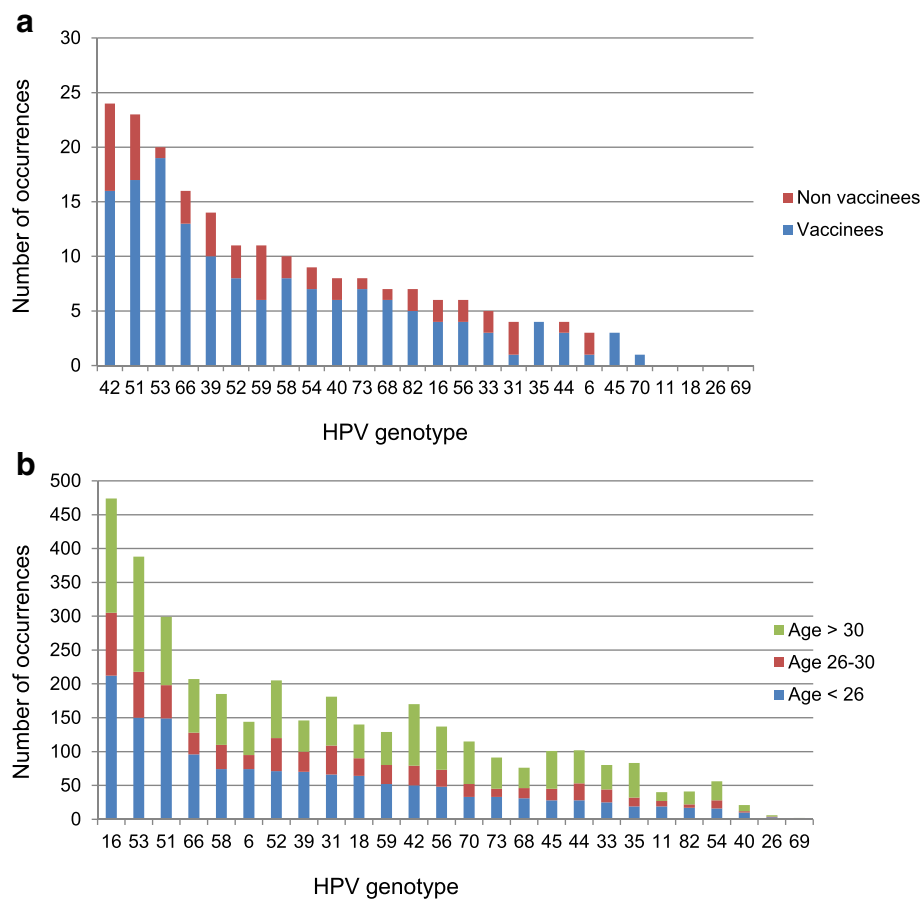 a
Number of occurrences
30
25
20
15
10
5
0
42 51 53 66 39 52 59 58 54 40 73 68 82 16 56 33 31 35 44 6 45 70 11 18 26 69
HPV genotype
Non vaccinees
Vaccinees
b
Number of occurrences
500
450
400
350
300
250
200
150
100
50
0
16 53 51 66 58 6 52 39 31 18 59 42 56 70 73 68 45 44 33 35 11 82 54 40 26 69
HPV genotype
Age > 30
Age 26-30
Age < 26